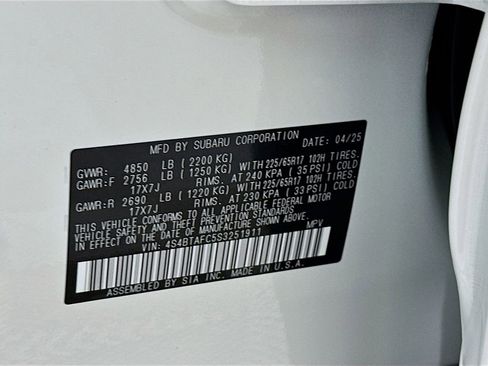 MFD BY SUBARU CORPORATION DATE: 04/25
GVWR: 4850 LB ( 2200 KG)
GAWR:F 2756 LB ( 1250 KG) WITH 225/65R17 102H TIRES,
17X7J RIMS. AT 240 KPA ( 35 PSI) COLD
GAWR:R 2690 LB ( 1220 KG) WITH 225/65R17 102H TIRES,
17X7J RIMS. AT 230 KPA ( 33 PSI) COLD
THIS VEHICLE CONFORMS TO ALL APPLICABLE FEDERAL MOTOR
VEHICLE SAFETY AND THEFT PREVENTION STANDARDS
IN EFFECT ON THE DATE OF MANUFACTURE SHOWN ABOVE.
VIN: 4S4BTAFC5S3251911 MPV
ASSEMBLED BY SIA INC. MADE IN U.S.A.